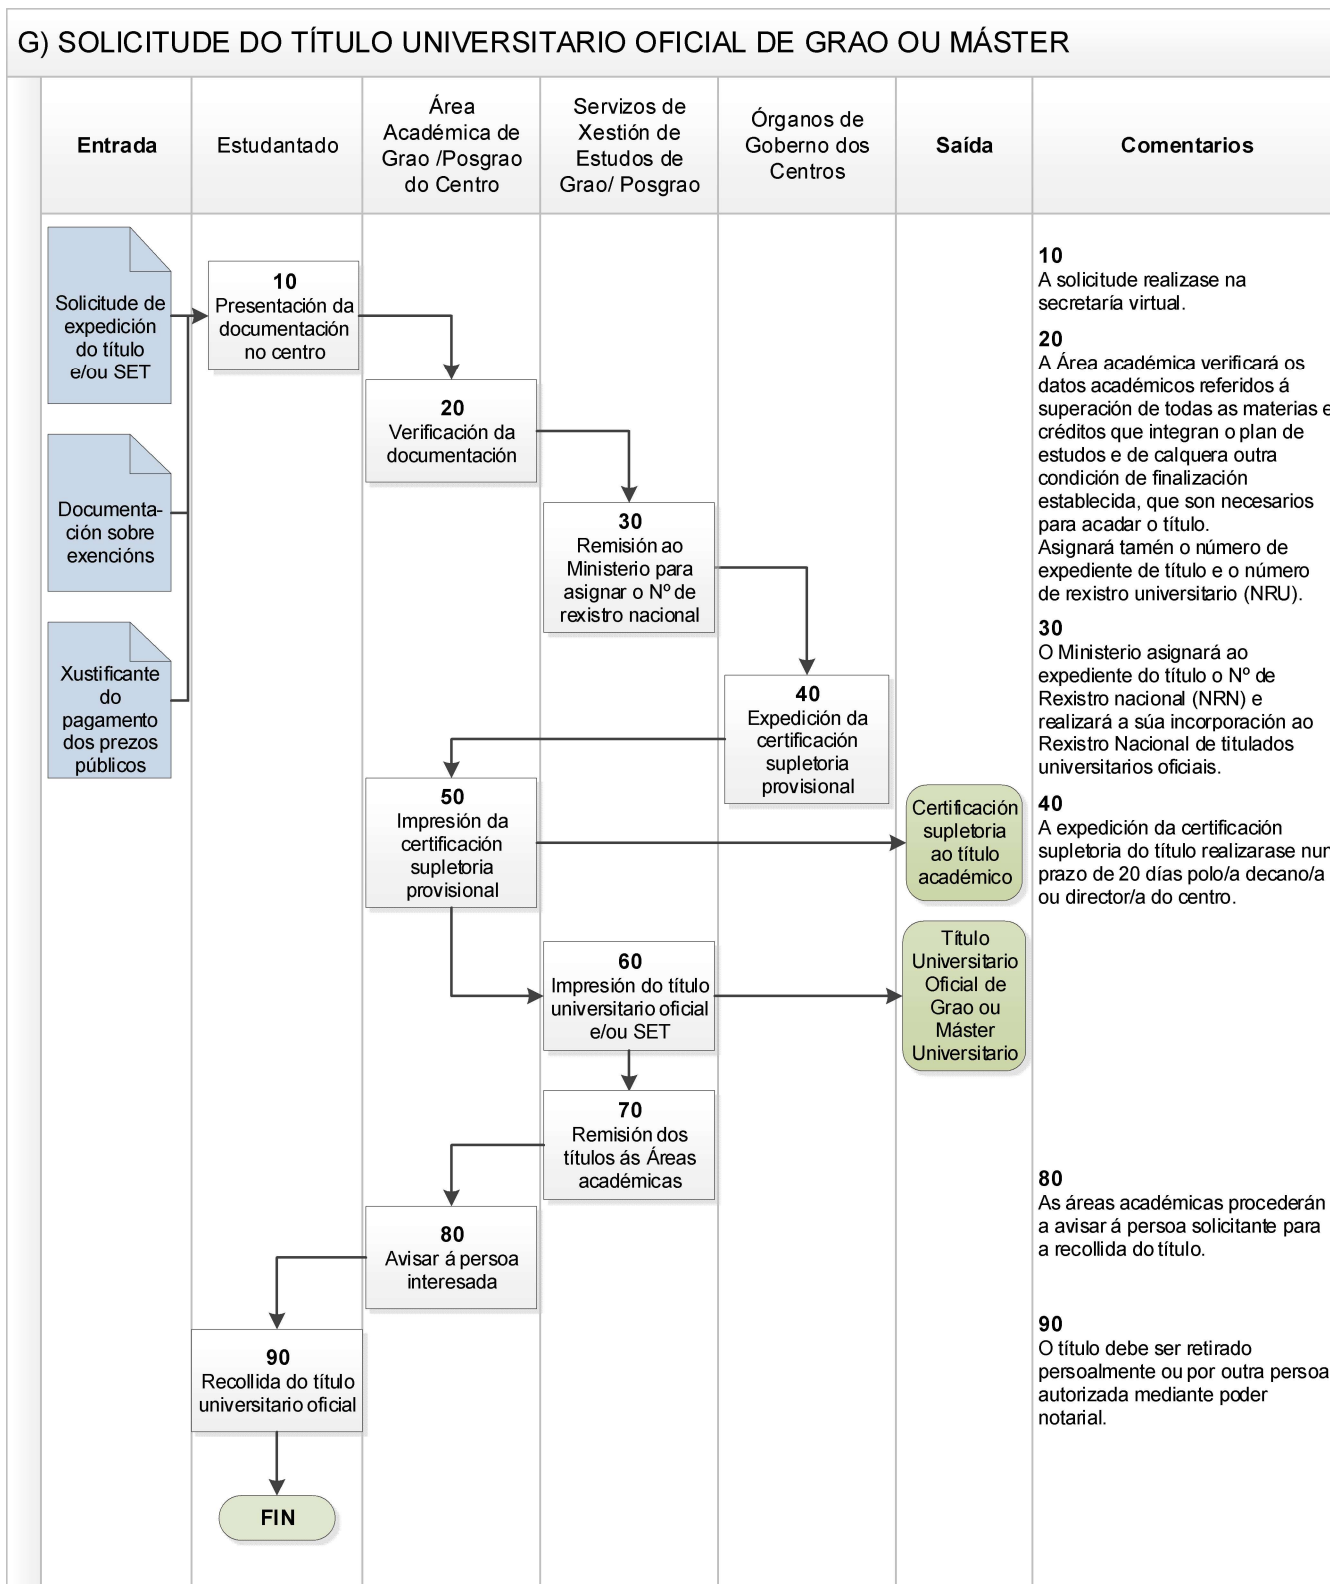 G) SOLICITUDE DO TÍTULO UNIVERSITARIO OFICIAL DE GRAO OU MÁSTER
Entrada
Estudantado
Área
Académica de
Grao /Posgrao
do Centro
Servizos de
Xestión de
Estudos de
Grao/ Posgrao
Órganos de
Goberno dos
Centros
Saída
Comentarios
Solicitude de
expedición
do título
e/ou SET
Documenta-
ción sobre
exencións
Xustificante
do
pagamento
dos prezos
públicos
10
Presentación da
documentación
no centro
20
Verificación da
documentación
30
Remisión ao
Ministerio para
asignar o Nº de
rexistro nacional
40
Expedición da
certificación
supletoria
provisional
50
Impresión da
certificación
supletoria
provisional
Certificación
supletoria
ao título
académico
60
Impresión do título
universitario oficial
e/ou SET
Título
Universitario
Oficial de
Grao ou
Máster
Universitario
70
Remisión dos
títulos ás Áreas
académicas
80
Avisar á persoa
interesada
90
Recollida do título
universitario oficial
FIN
10
A solicitude realizase na
secretaría virtual.
20
A Área académica verificará os
datos académicos referidos á
superación de todas as materias e
créditos que integran o plan de
estudos e de calquera outra
condición de finalización
establecida, que son necesarios
para acadar o título.
Asignará tamén o número de
expediente de título e o número
de rexistro universitario (NRU).
30
O Ministerio asignará ao
expediente do título o Nº de
Rexistro nacional (NRN) e
realizará a súa incorporación ao
Rexistro Nacional de titulados
universitarios oficiais.
40
A expedición da certificación
supletoria do título realizarase nun
prazo de 20 días polo/a decano/a
ou director/a do centro.
80
As áreas académicas procederán
a avisar á persoa solicitante para
a recollida do título.
90
O título debe ser retirado
persoalmente ou por outra persoa
autorizada mediante poder
notarial.